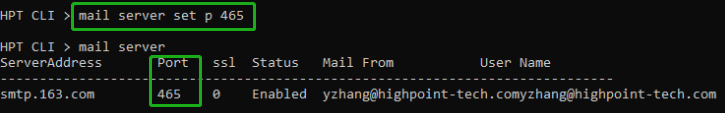 HPT CLI > mail server set p 465
HPT CLI > mail server
ServerAddress Port ssl Status Mail From User Name
--------------------------------------------------------------------------------
smtp.163.com 465 0 Enabled yzhang@highpoint-tech.comyzhang@highpoint-tech.com